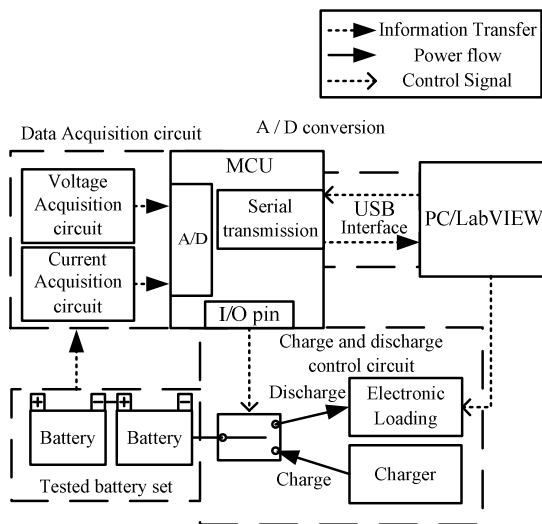 Information Transfer
Power flow
Control Signal
Data Acquisition circuit
A / D conversion
MCU
Voltage
Acquisition
circuit
Current
Acquisition
circuit
A/D
Serial
transmission
I/O pin
USB
Interface
PC/LabVIEW
Charge and discharge
control circuit
Discharge
Electronic
Loading
Charger
Charge
+
−
+
−
Battery
Battery
Tested battery set